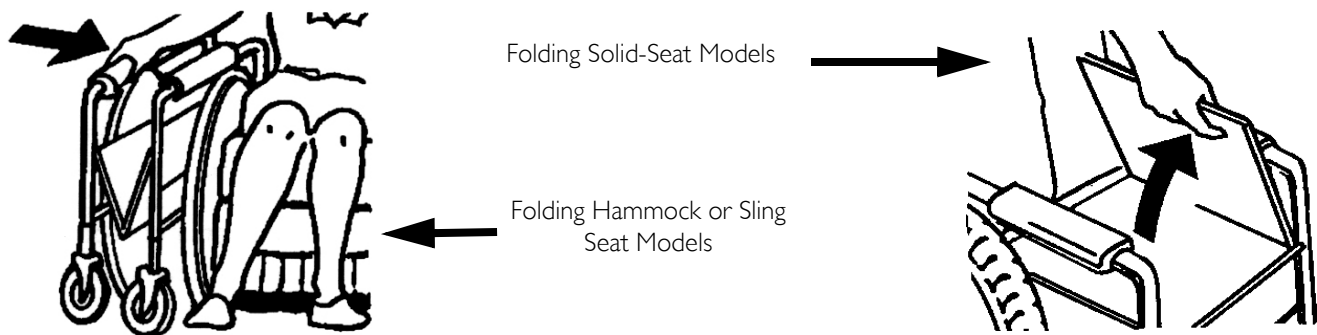 Folding Solid-Seat Models
Folding Hammock or Sling
Seat Models